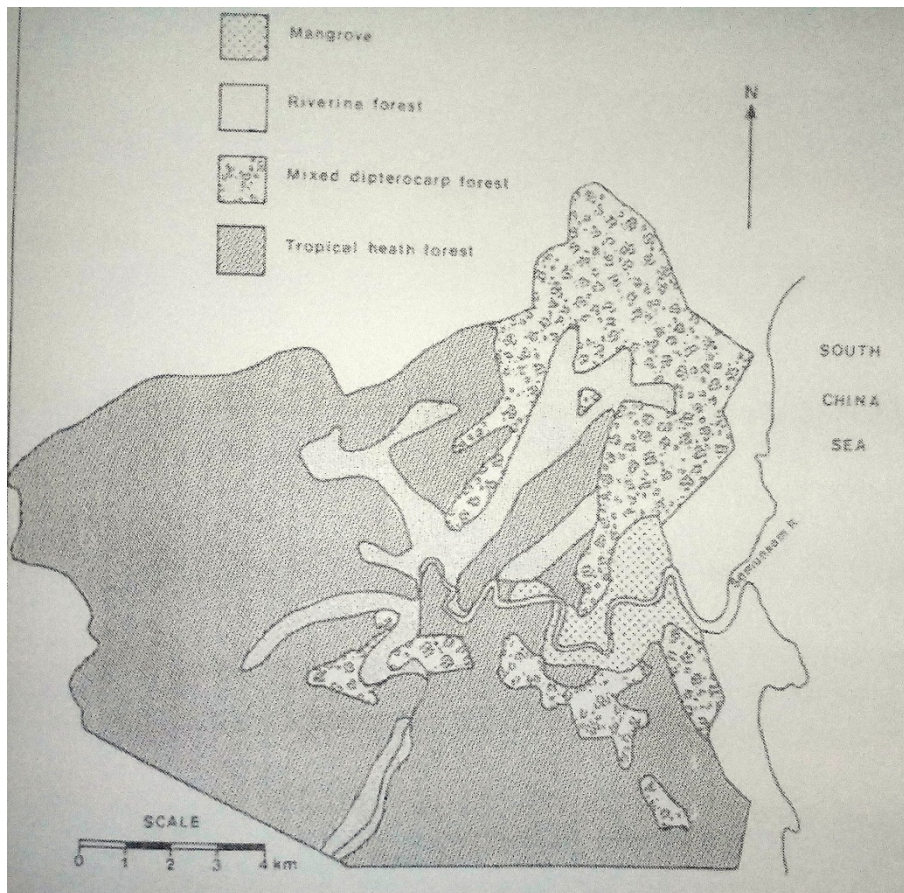 Mangrove
Riverine forest
Mixed dipterocarp forest
Tropical heath forest
N
SOUTH
CHINA
SEA
Samunsam R.
SCALE
0 1 2 3 4 km